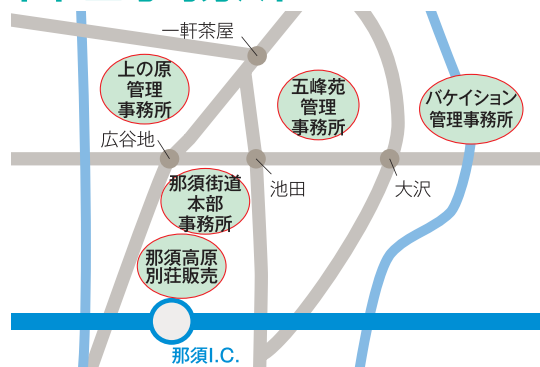 一軒茶屋
上の原
管理
事務所
五峰苑
管理
事務所
バケイション
管理事務所
広谷地
那須街道
本部
事務所
池田
大沢
那須高原
別荘販売
那須I.C.